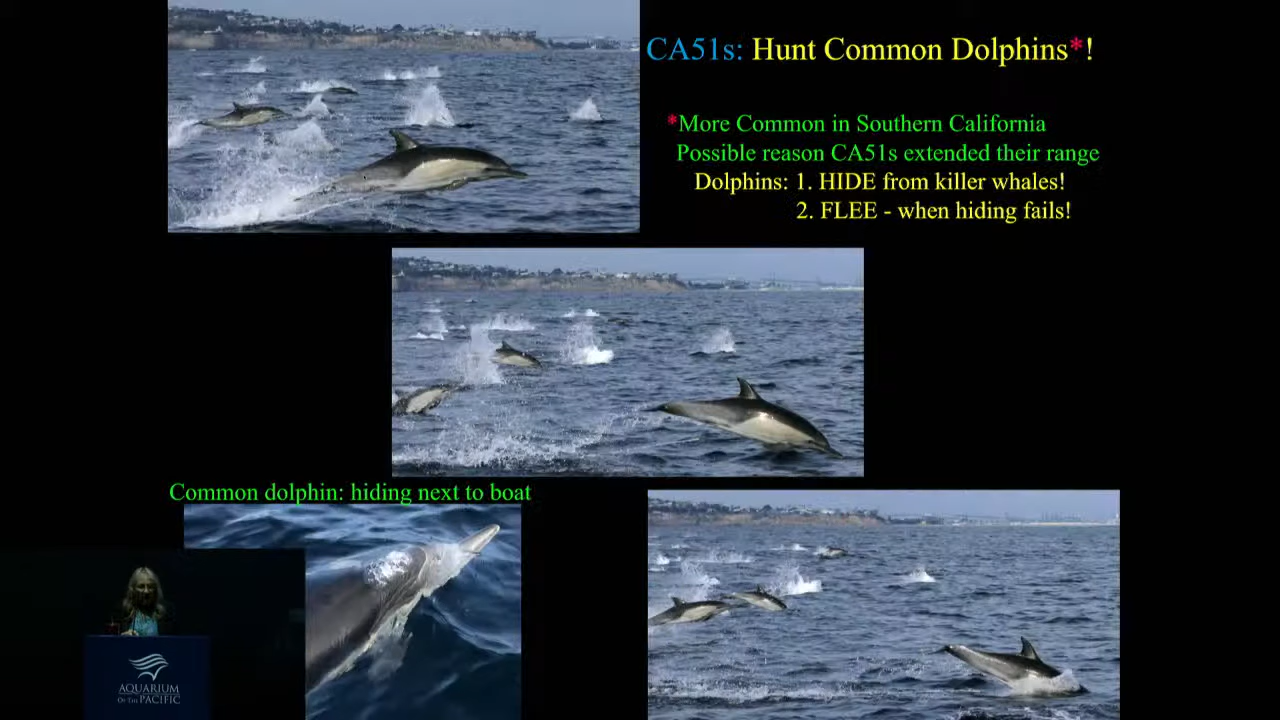 CA51s: Hunt Common Dolphins*!
*More Common in Southern California
Possible reason CA51s extended their range
Dolphins: 1. HIDE from killer whales!
2. FLEE - when hiding fails!
Common dolphin: hiding next to boat
AQUARIUM
OF THE PACIFIC